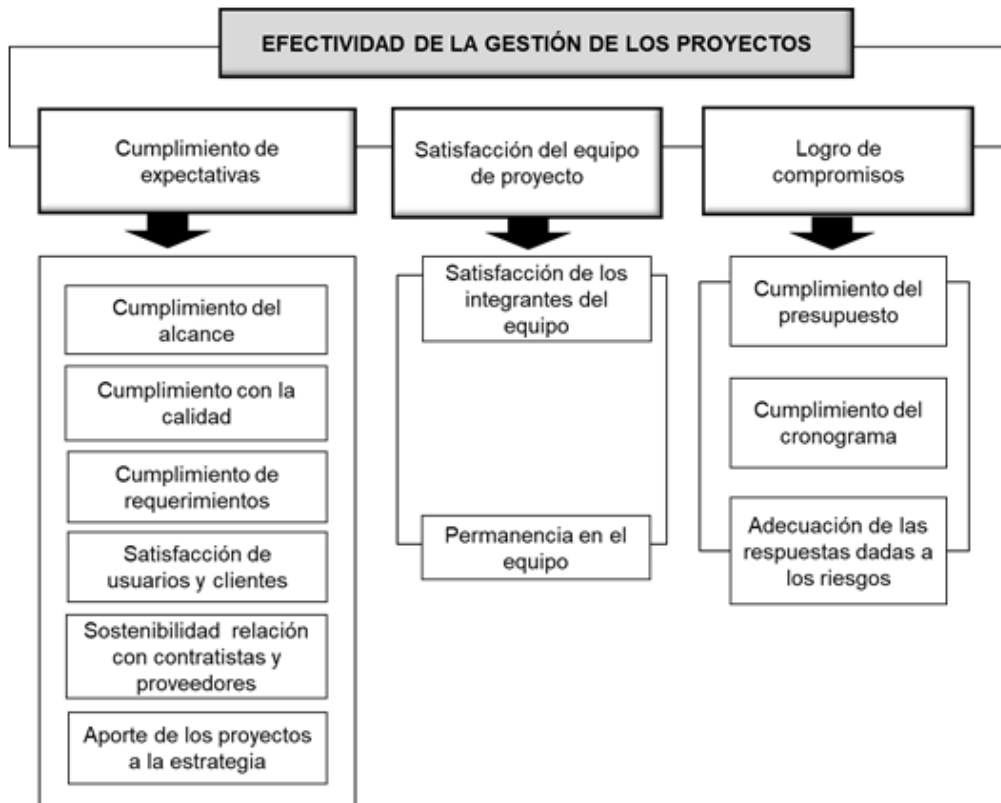 EFECTIVIDAD DE LA GESTIÓN DE LOS PROYECTOS
Cumplimiento de
expectativas
Satisfacción del equipo
de proyecto
Logro de
compromisos
Cumplimiento del
alcance
Cumplimiento con la
calidad
Cumplimiento de
requerimientos
Satisfacción de
usuarios y clientes
Sostenibilidad relación
con contratistas y
proveedores
Aporte de los proyectos
a la estrategia
Satisfacción de los
integrantes del
equipo
Permanencia en el
equipo
Cumplimiento del
presupuesto
Cumplimiento del
cronograma
Adecuación de las
respuestas dadas a
los riesgos